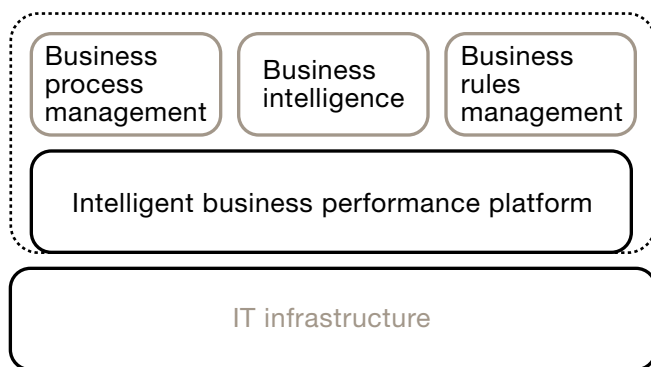 Business
process
management
Business
intelligence
Business
rules
management
Intelligent business performance platform
IT infrastructure